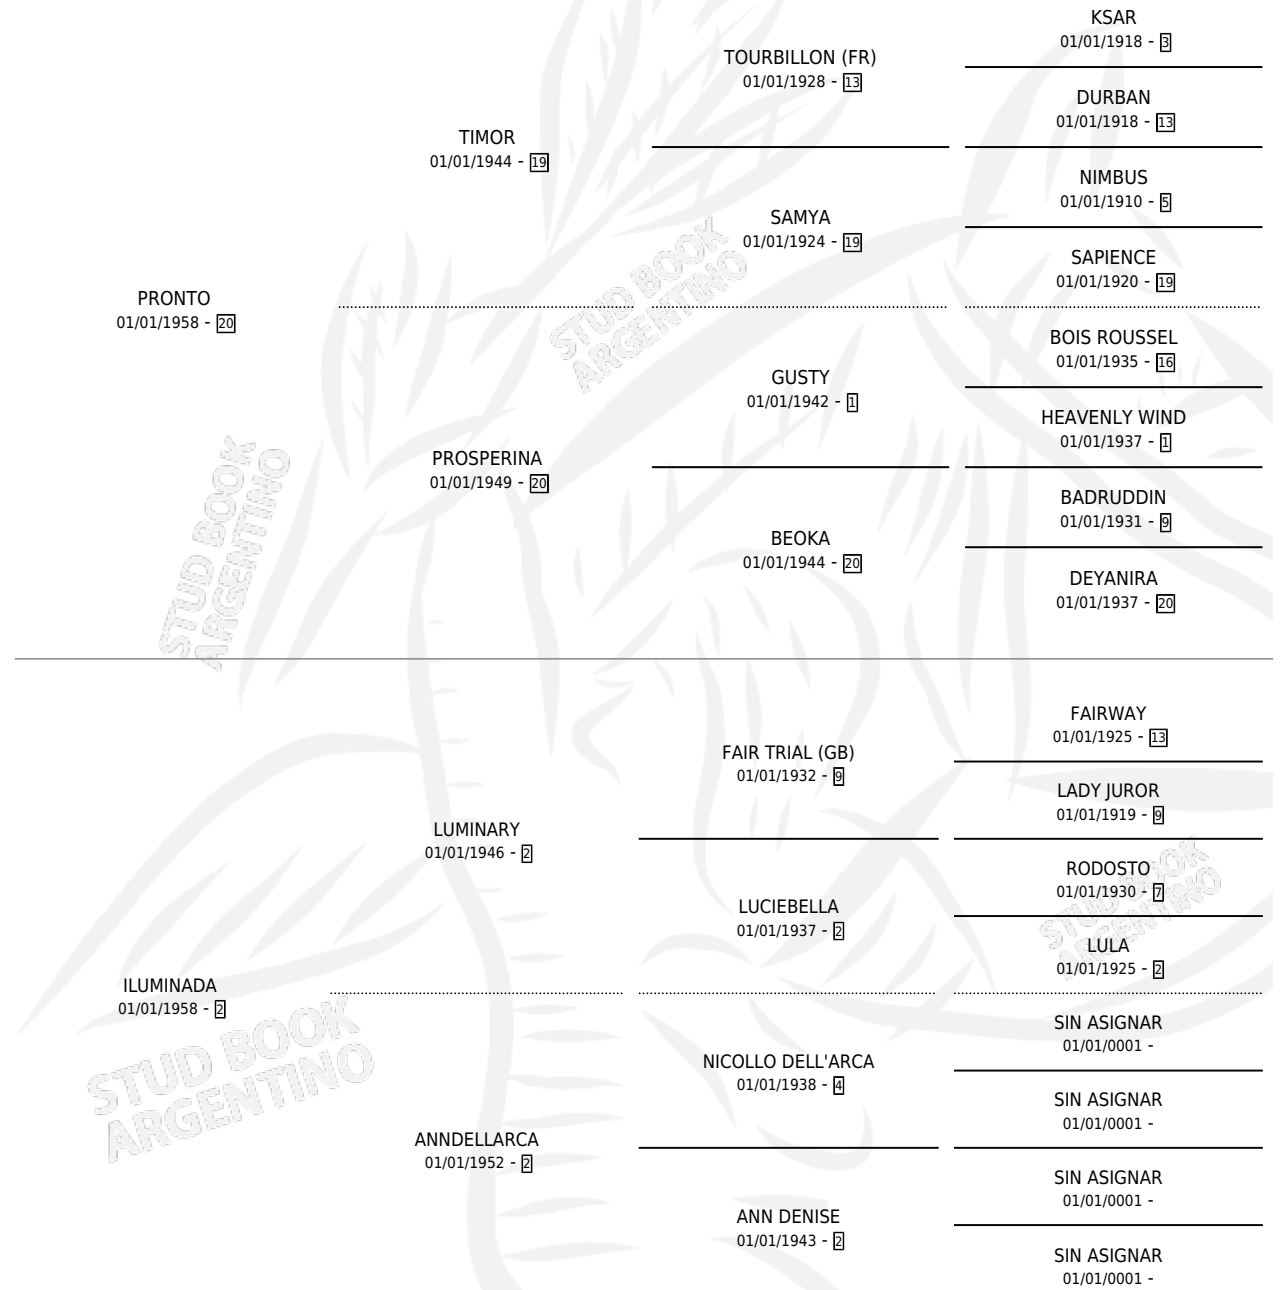 KSAR
01/01/1918 - 3
TOURBILLON (FR)
01/01/1928 - 13
DURBAN
01/01/1918 - 13
TIMOR
01/01/1944 - 19
NIMBUS
01/01/1910 - 5
SAMYA
01/01/1924 - 19
SAPIENCE
01/01/1920 - 19
PRONTO
01/01/1958 - 20
BOIS ROUSSEL
01/01/1935 - 16
GUSTY
01/01/1942 - 1
HEAVENLY WIND
01/01/1937 - 1
PROSPERINA
01/01/1949 - 20
BADRUDDIN
01/01/1931 - 9
BEOKA
01/01/1944 - 20
DEYANIRA
01/01/1937 - 20
STUD BOOK
ARGENTINO
STUD BOOK
ARGENTINO
FAIRWAY
01/01/1925 - 13
FAIR TRIAL (GB)
01/01/1932 - 9
LADY JUROR
01/01/1919 - 9
LUMINARY
01/01/1946 - 2
RODOSTO
01/01/1930 - 7
LUCIEBELLA
01/01/1937 - 2
LULA
01/01/1925 - 2
ILUMINADA
01/01/1958 - 2
SIN ASIGNAR
01/01/0001 -
NICOLLO DELL'ARCA
01/01/1938 - 4
SIN ASIGNAR
01/01/0001 -
ANNDELLARCA
01/01/1952 - 2
SIN ASIGNAR
01/01/0001 -
ANN DENISE
01/01/1943 - 2
SIN ASIGNAR
01/01/0001 -
STUD BOOK
ARGENTINO
STUD BOOK
ARGENTINO